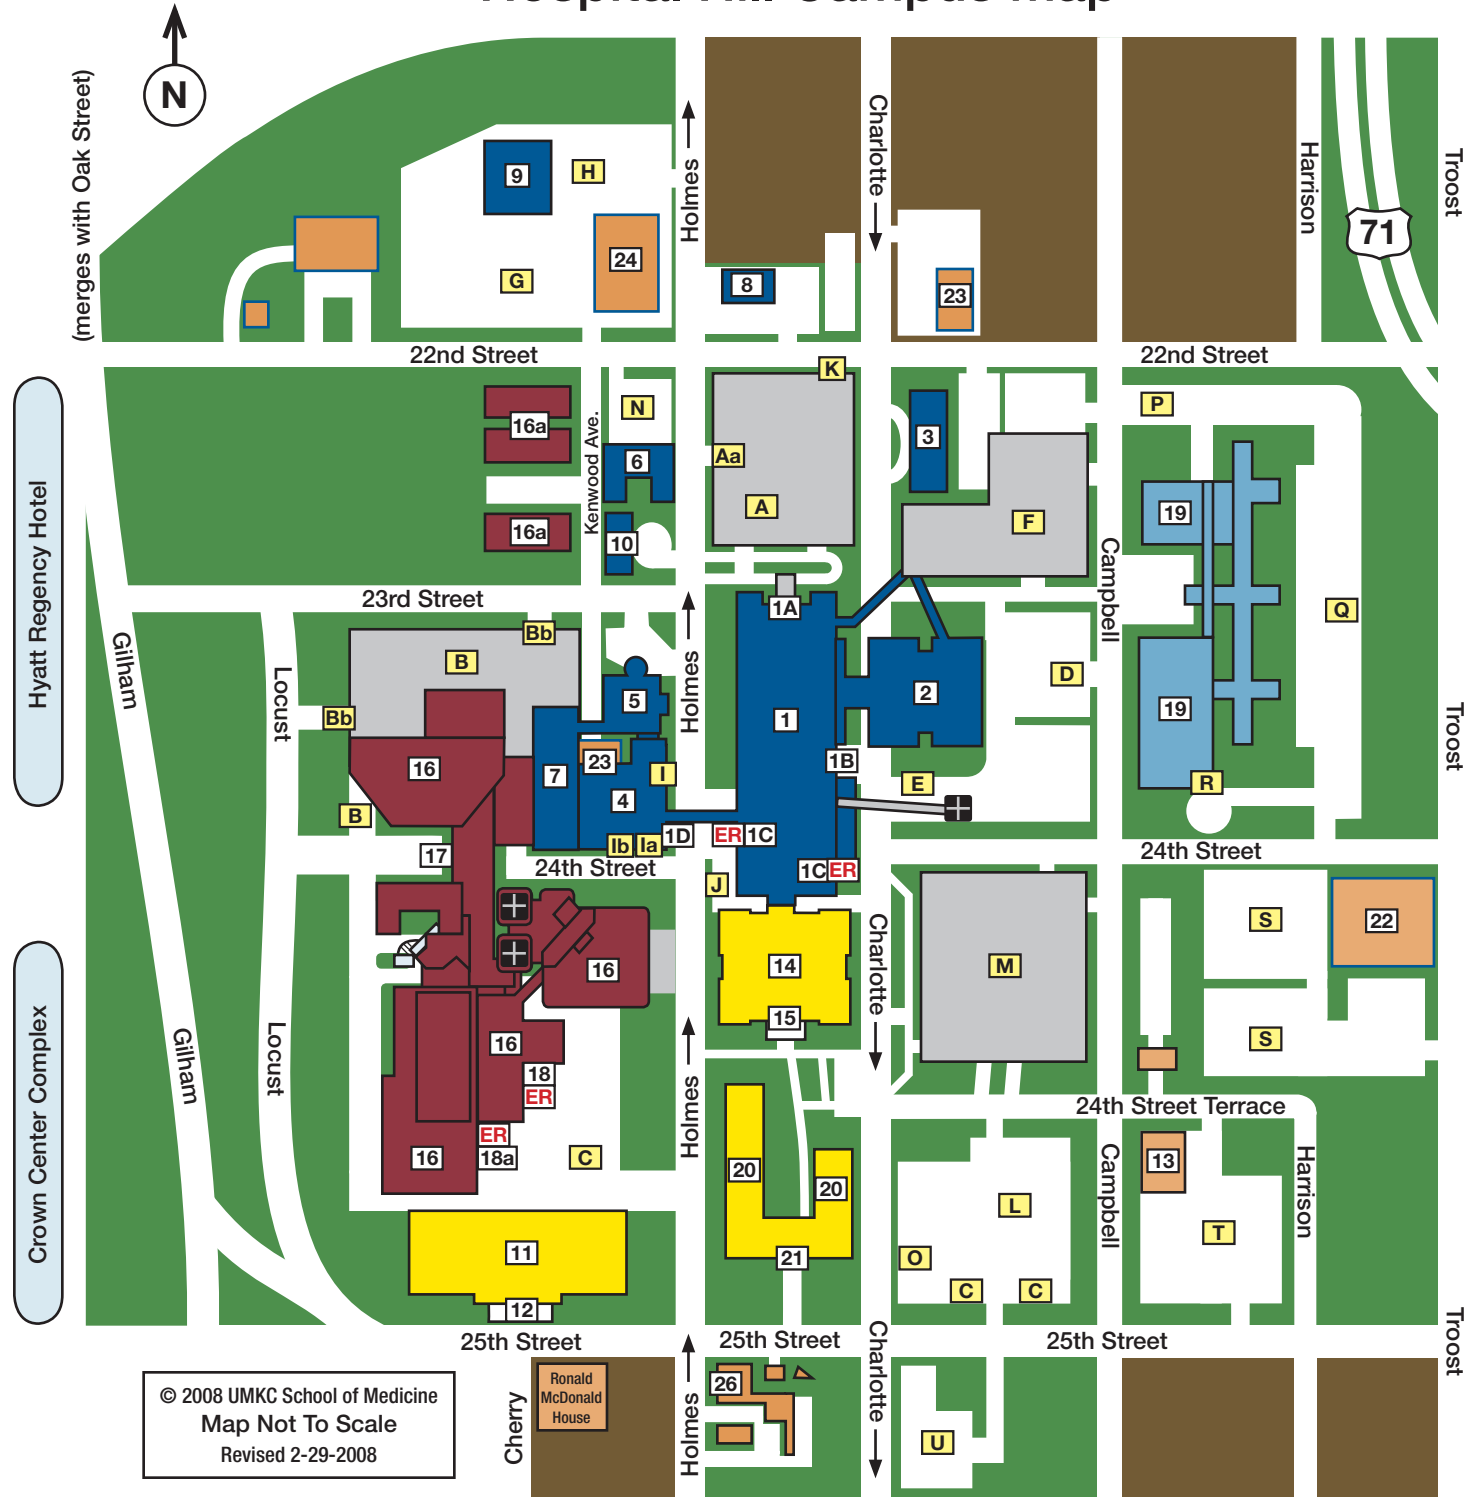 Hospital Hill Campus Map
N
(merges with Oak Street)
Holmes
Charlotte
Harrison
Troost
71
9
H
24
G
8
23
22nd Street
22nd Street
K
P
N
16a
Kenwood Ave.
6
Aa
A
3
F
19
16a
10
Campbell
Hyatt Regency Hotel
23rd Street
1A
Q
Gilham
Locust
Bb
B
5
Holmes
D
2
Bb
1
19
Troost
16
7
23
I
1B
E
R
4
B
Ib
Ia
1D
ER
1C
17
24th Street
24th Street
1C
ER
J
Charlotte
S
22
16
14
M
15
Crown Center Complex
Gilham
Locust
16
S
18
ER
Holmes
24th Street Terrace
ER
18a
16
C
20
20
13
Campbell
Harrison
L
T
O
11
21
C
C
12
25th Street
25th Street
25th Street
Troost
© 2008 UMKC School of Medicine
Map Not To Scale
Revised 2-29-2008
Cherry
Ronald
McDonald
House
Holmes
26
Charlotte
U